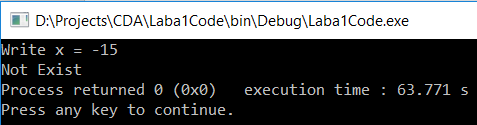 D:\Projects\CDA\Laba1Code\bin\Debug\Laba1Code.exe
Write x = -15
Not Exist
Process returned 0 (0x0)   execution time : 63.771 s
Press any key to continue.